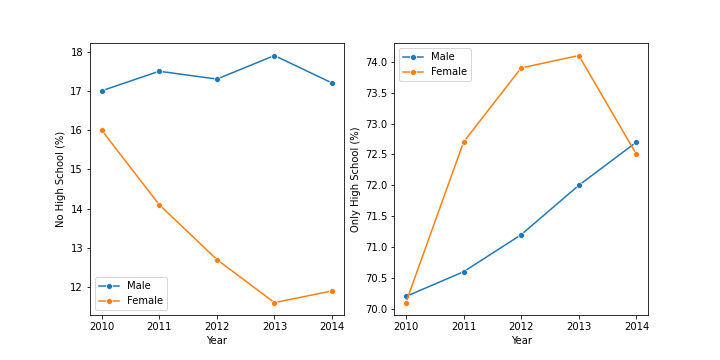 No High School (%)
18
17
16
15
14
13
12
Male
Female
2010 2011 2012 2013 2014
Year
Only High School (%)
74.0
73.5
73.0
72.5
72.0
71.5
71.0
70.5
70.0
Male
Female
2010 2011 2012 2013 2014
Year